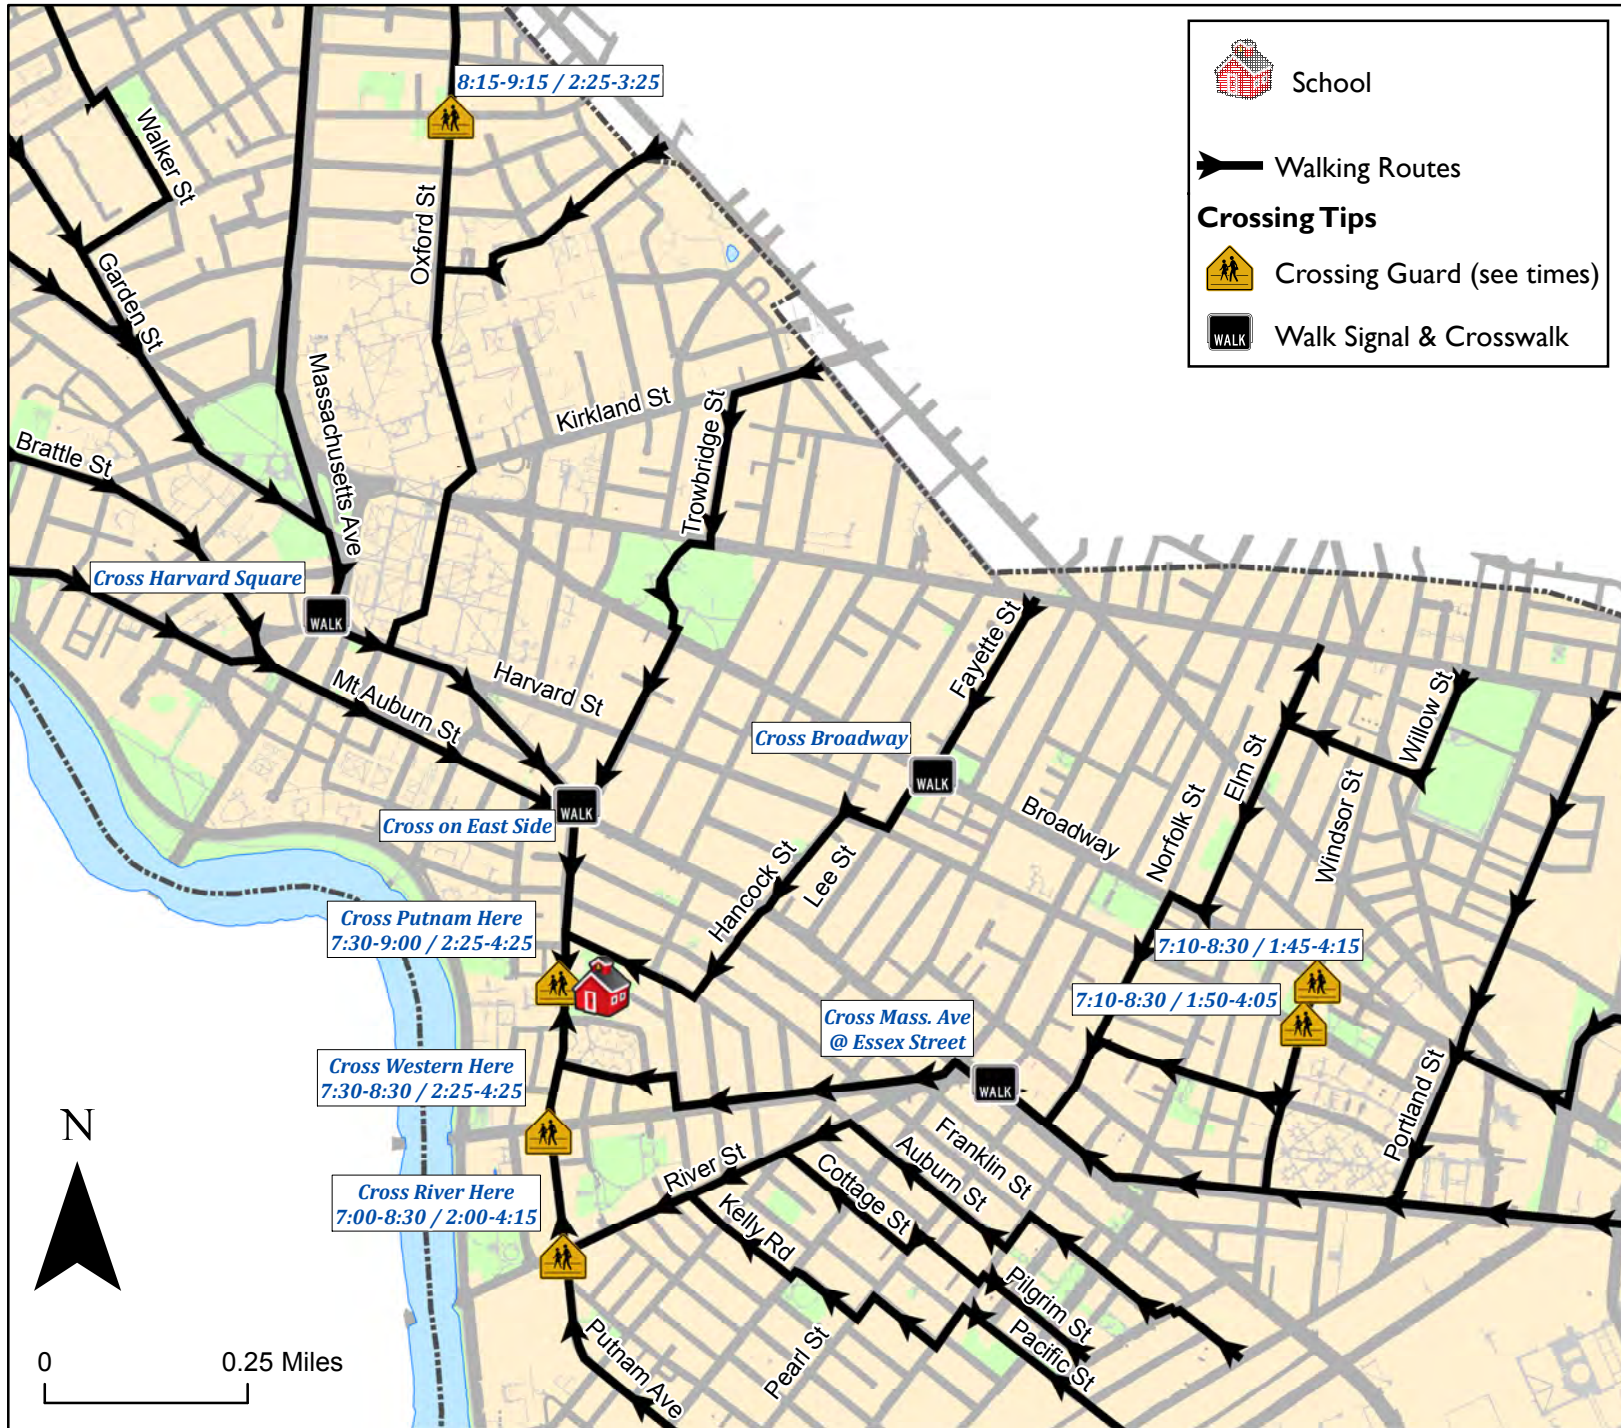 8:15-9:15 / 2:25-3:25
School
Walking Routes
Crossing Tips
Crossing Guard (see times)
WALK
Walk Signal & Crosswalk
Walker St
Oxford St
Garden St
Massachusetts Ave
Kirkland St
Trowbridge St
Brattle St
Cross Harvard Square
WALK
Harvard St
Mt Auburn St
Fayette St
Cross Broadway
WALK
Willow St
Elm St
Windsor St
Norfolk St
Broadway
WALK
Cross on East Side
Hancock St
Lee St
Cross Putnam Here
7:30-9:00 / 2:25-4:25
7:10-8:30 / 1:45-4:15
7:10-8:30 / 1:50-4:05
Cross Mass. Ave
@ Essex Street
WALK
Cross Western Here
7:30-8:30 / 2:25-4:25
Portland St
Franklin St
Auburn St
Cottage St
River St
Kelly Rd
Cross River Here
7:00-8:30 / 2:00-4:15
Pilgrim St
Pacific St
Pearl St
Putnam Ave
N
0
0.25 Miles